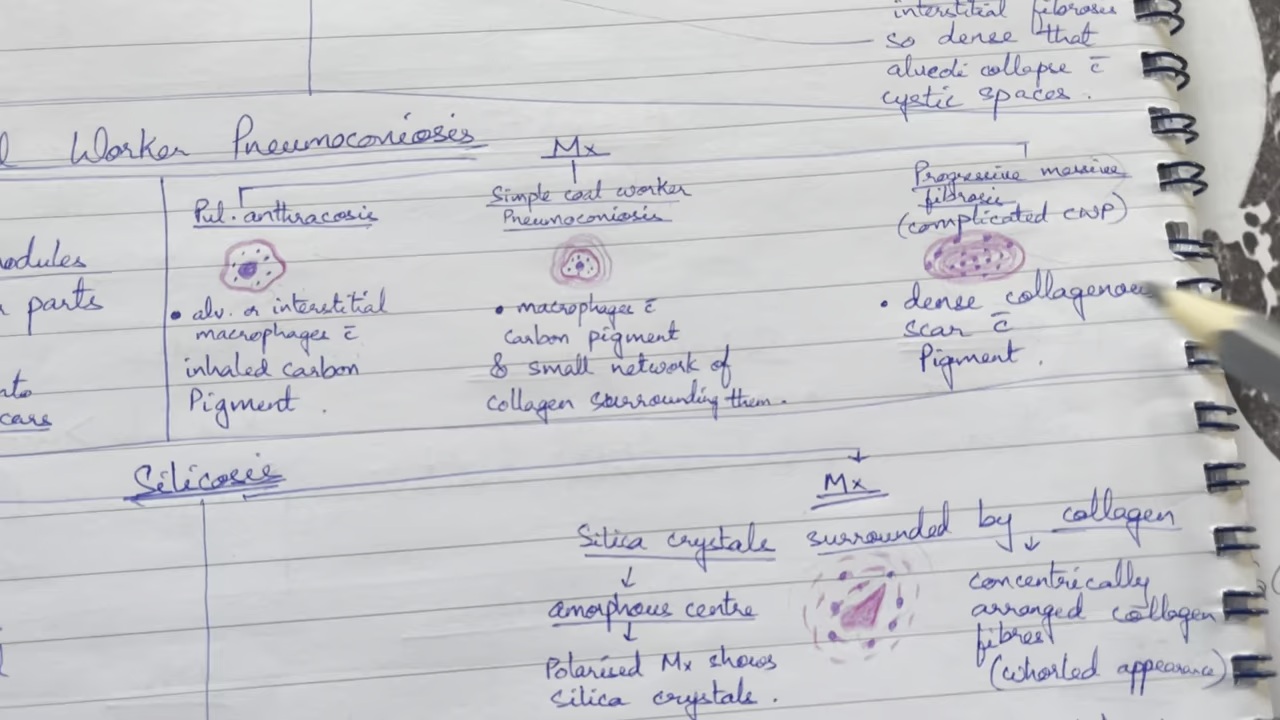 interstitial fibroses
so dense that
alveoli collapse c̄
cystic spaces.
Worker Pneumoconiosis
Mx
Pul. anthracosis
Simple coal worker
Pneumoconiosis
Progressive massive
fibrosis
(complicated CWP)
• alv. or interstitial
macrophages c̄
inhaled carbon
Pigment.
• macrophages c̄
Carbon pigment
& small network of
collagen surrounding them.
• dense collagenous
scar c̄
Pigment.
nodules
parts
Silicosis
Mx
Silica crystals surrounded by collagen
↓
amorphous centre
↓
Polarised Mx shows
silica crystals.
↓
concentrically
arranged collagen
fibres
(whorled appearance)